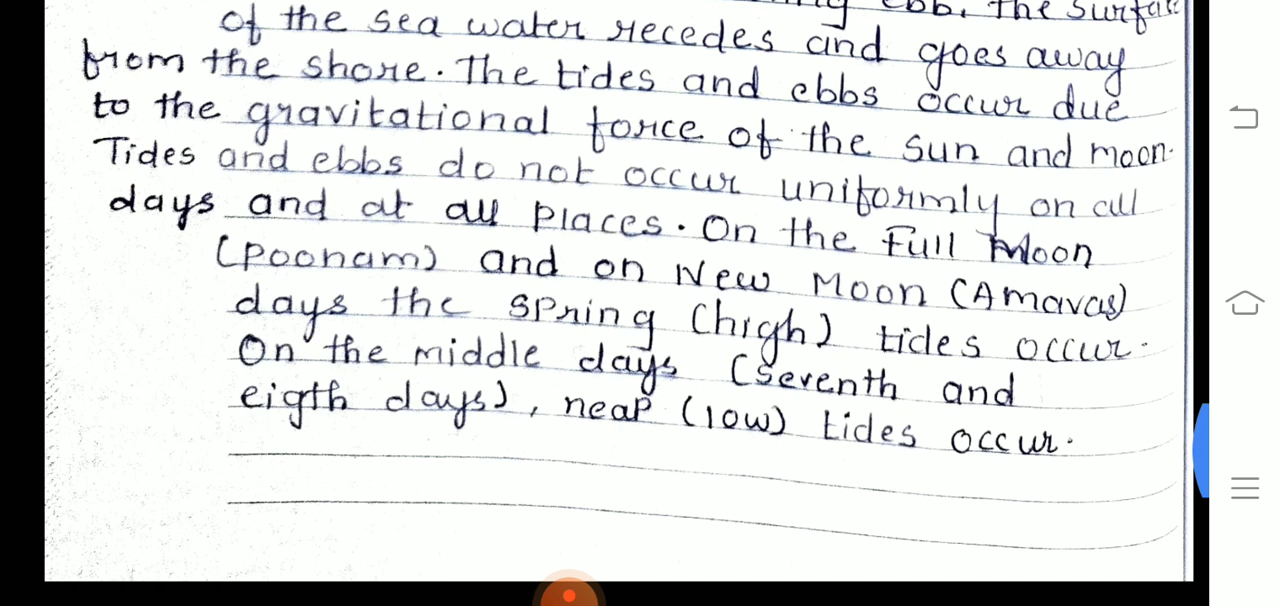 ebb. The surface
of the sea water recedes and goes away
from the shore. The tides and ebbs occur due
to the gravitational force of the sun and moon.
Tides and ebbs do not occur uniformly on all
days and at all places. On the Full Moon
(Poonam) and on New Moon (Amavas)
days the spring (high) tides occur.
On the middle days (seventh and
eigth days), neap (low) tides occur.